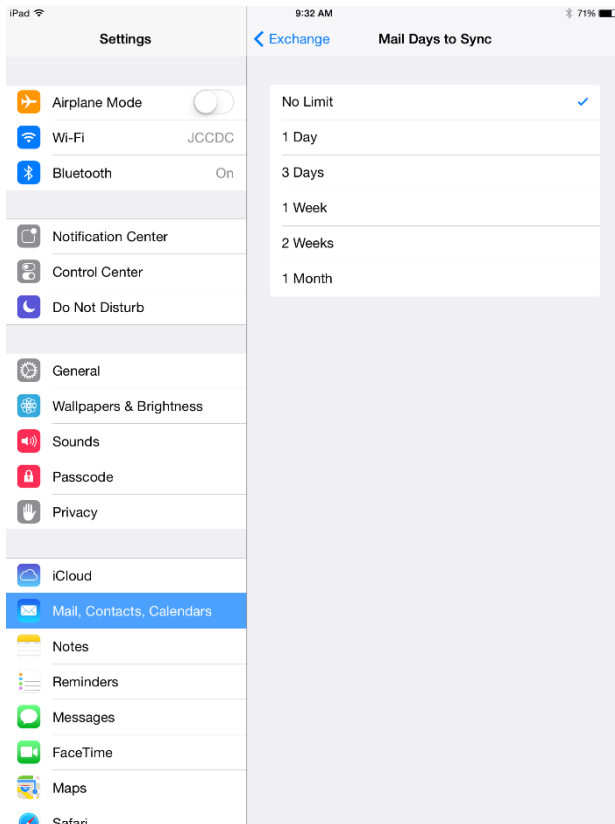 iPad 9:32 AM 71%
Settings
Exchange Mail Days to Sync
Airplane Mode
Wi-Fi JCCDC
Bluetooth On
Notification Center
Control Center
Do Not Disturb
General
Wallpapers & Brightness
Sounds
Passcode
Privacy
iCloud
Mail, Contacts, Calendars
Notes
Reminders
Messages
FaceTime
Maps
Safari
No Limit
1 Day
3 Days
1 Week
2 Weeks
1 Month